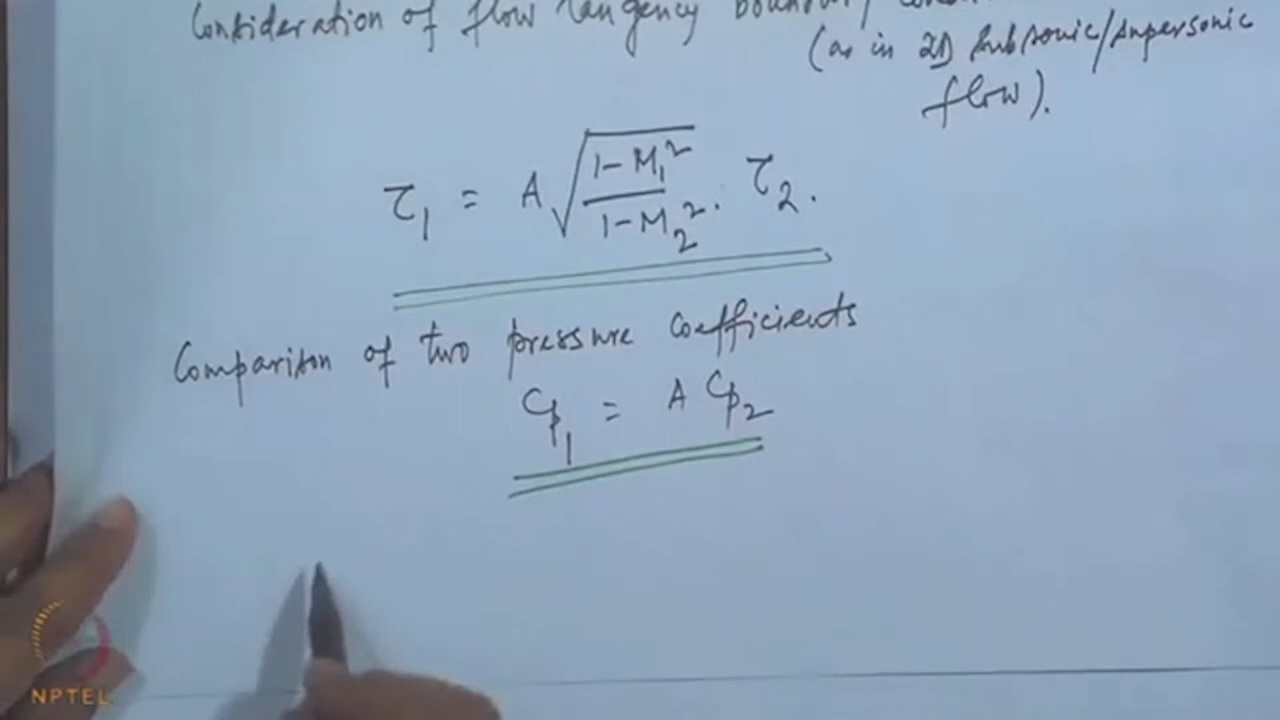 Consideration of flow tangency boundary
(as in 2D subsonic/supersonic
flow).
τ₁ = A √((1-M₁²)/(1-M₂²)) . τ₂.
Comparison of two pressure coefficients
Cp₁ = A Cp₂
NPTEL